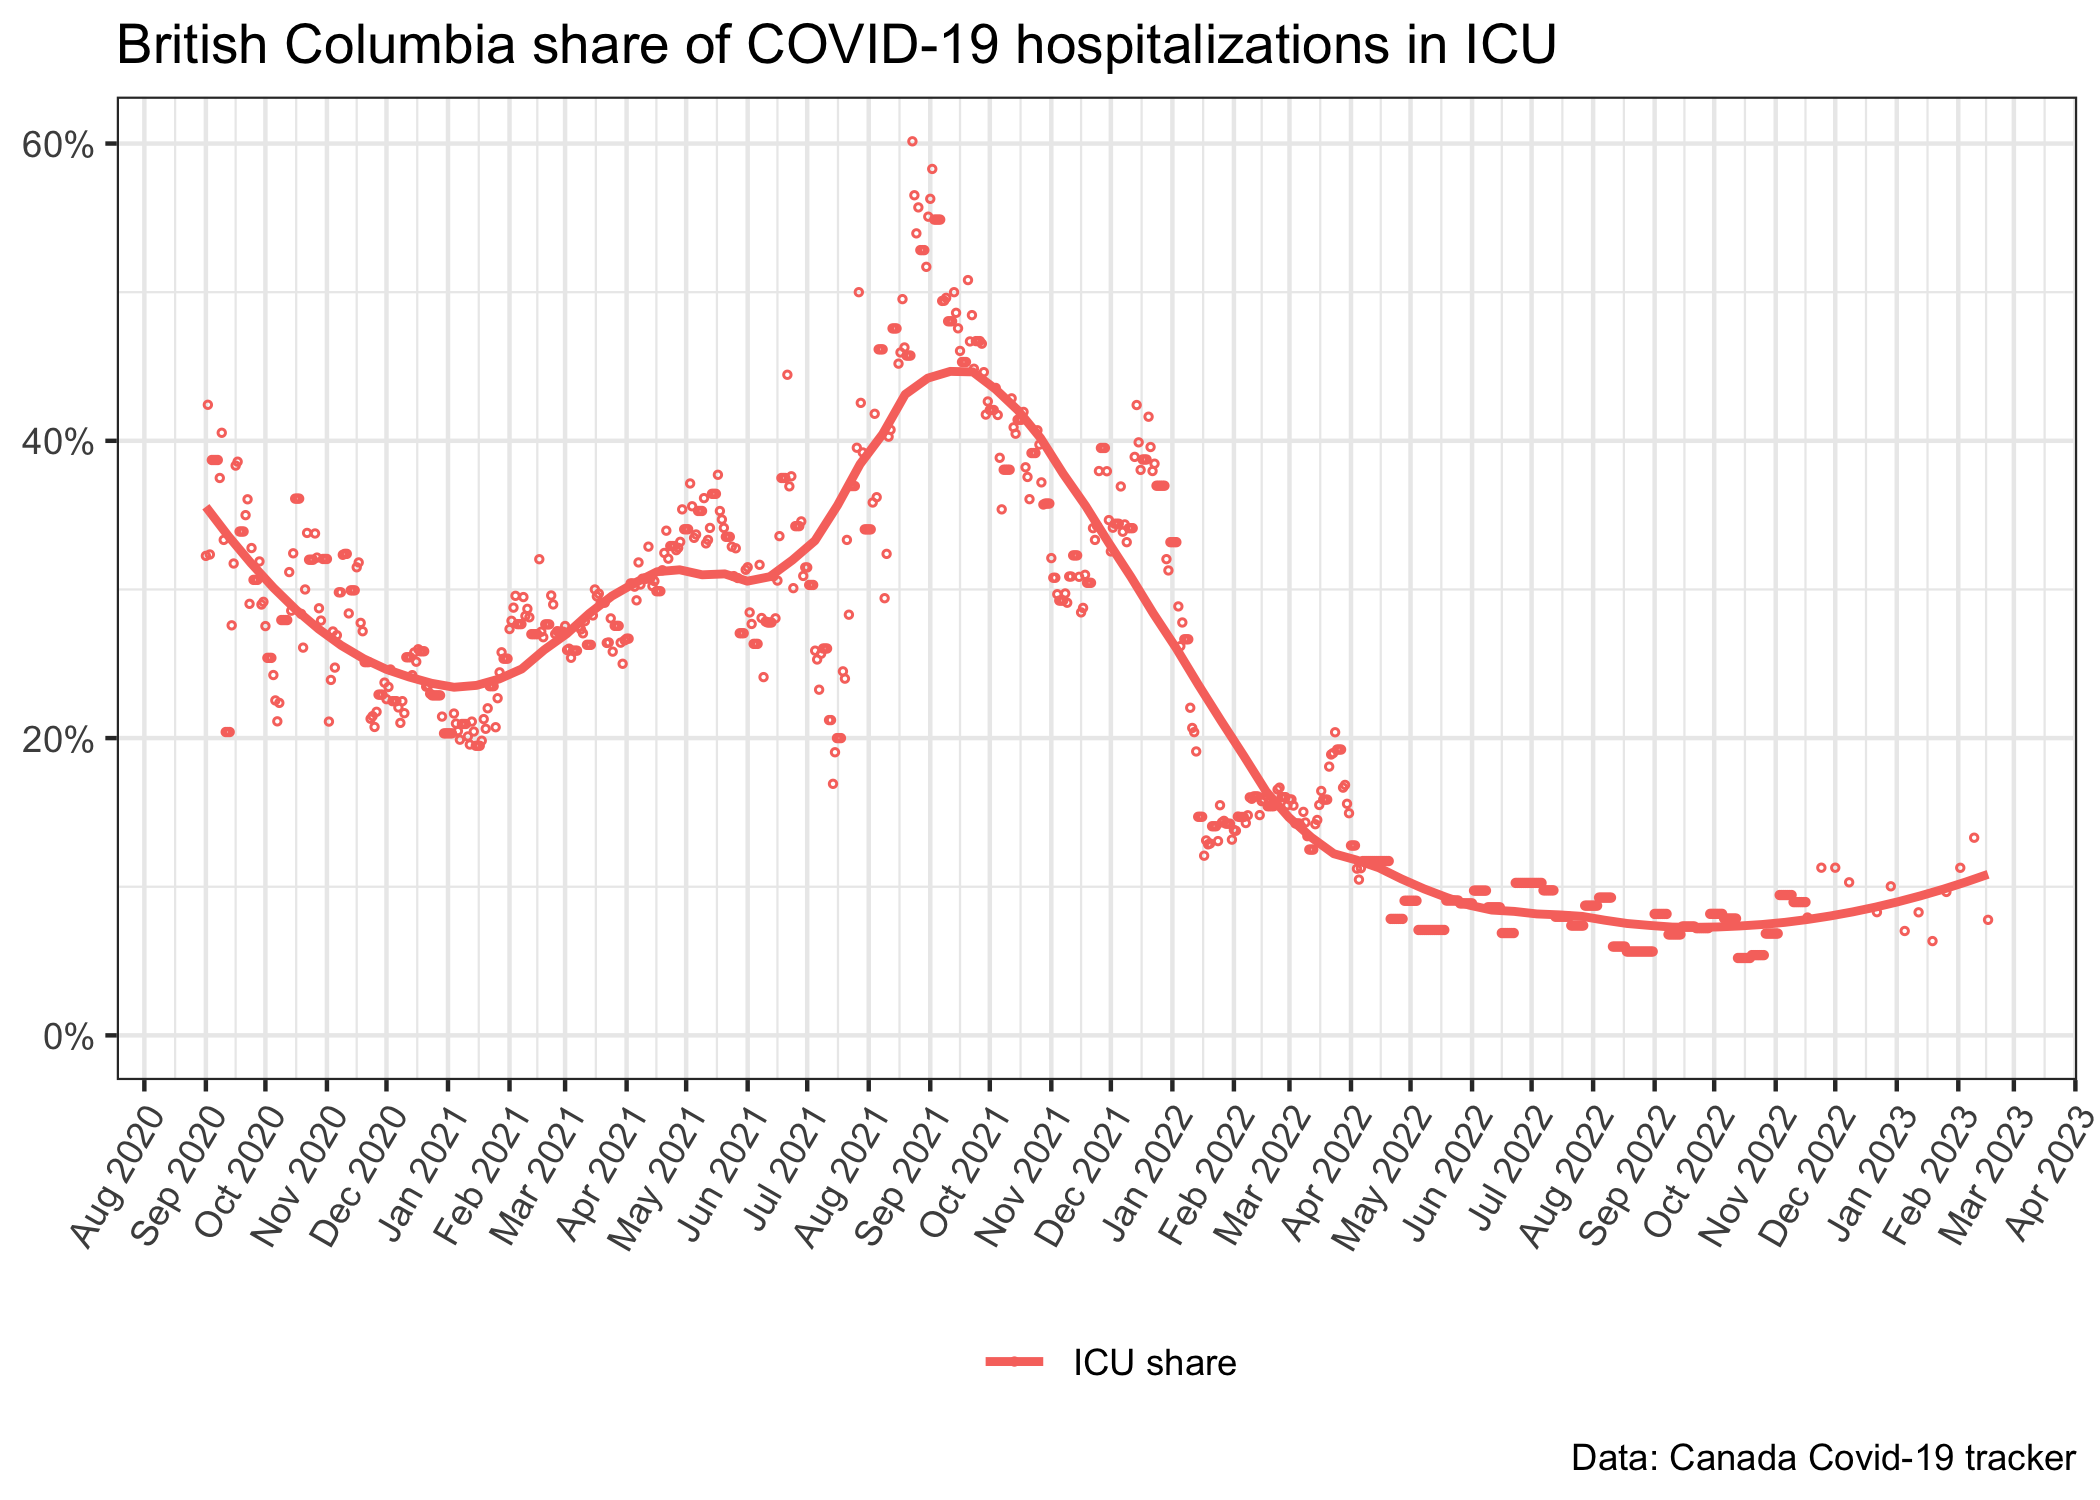 British Columbia share of COVID-19 hospitalizations in ICU
60%
40%
20%
0%
Aug 2020
Sep 2020
Oct 2020
Nov 2020
Dec 2020
Jan 2021
Feb 2021
Mar 2021
Apr 2021
May 2021
Jun 2021
Jul 2021
Aug 2021
Sep 2021
Oct 2021
Nov 2021
Dec 2021
Jan 2022
Feb 2022
Mar 2022
Apr 2022
May 2022
Jun 2022
Jul 2022
Aug 2022
Sep 2022
Oct 2022
Nov 2022
Dec 2022
Jan 2023
Feb 2023
Mar 2023
Apr 2023
ICU share
Data: Canada Covid-19 tracker